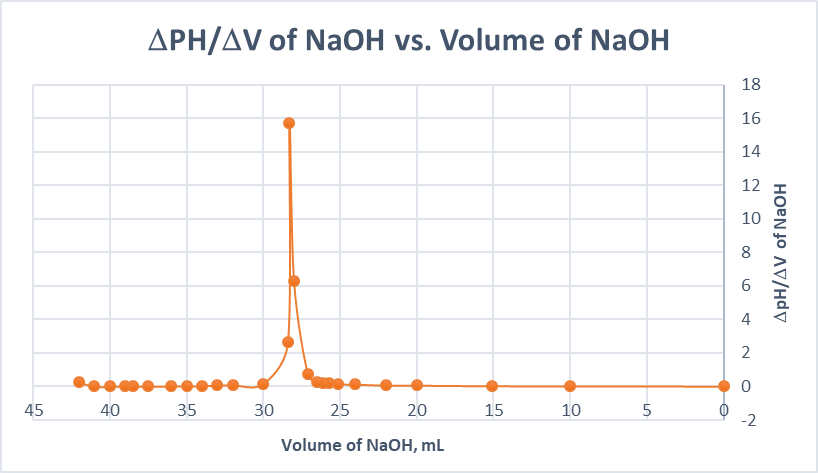 ΔPH/ΔV of NaOH vs. Volume of NaOH
18
16
14
12
10
8
6
4
2
0
-2
ΔpH/ΔV of NaOH
45 40 35 30 25 20 15 10 5 0
Volume of NaOH, mL